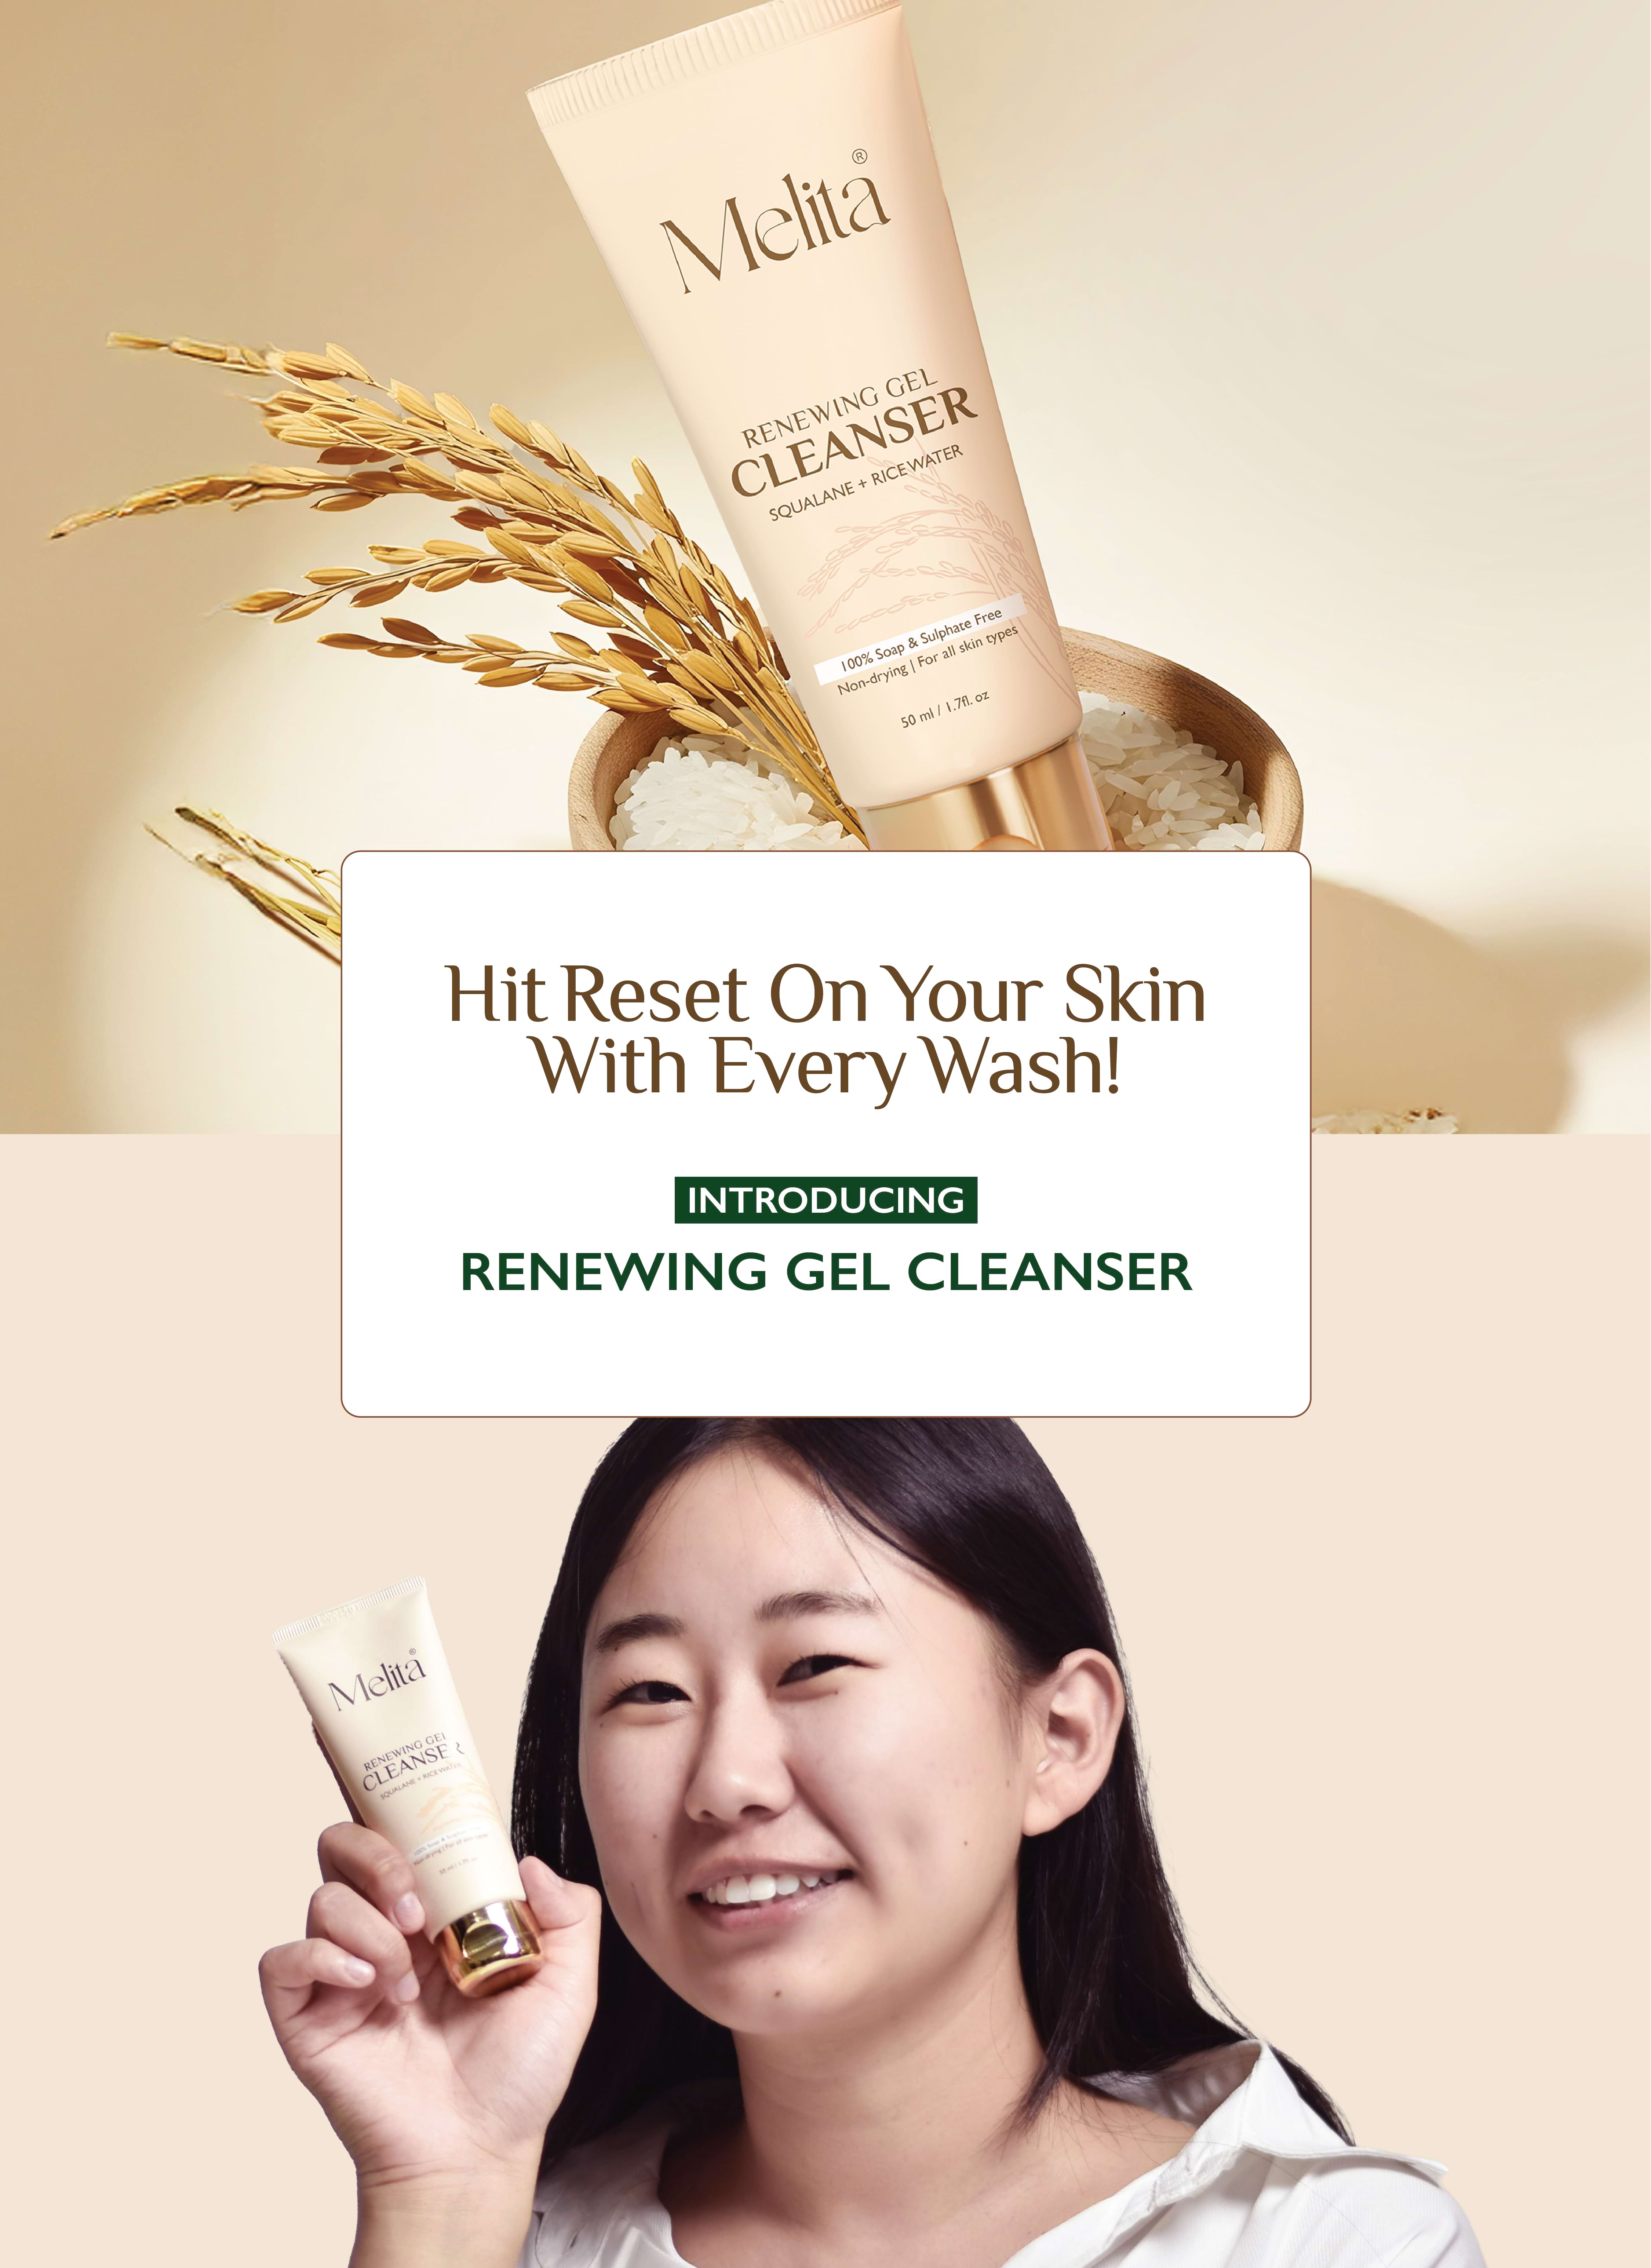 Melita®
RENEWING GEL
CLEANSER
SQUALANE + RICE WATER
100% Soap & Sulphate Free
Non-drying | For all skin types
50 ml / 1.7fl. oz
Hit Reset On Your Skin
With Every Wash!
INTRODUCING
RENEWING GEL CLEANSER
Melita®
RENEWING GEL
CLEANSER
SQUALANE + RICE WATER